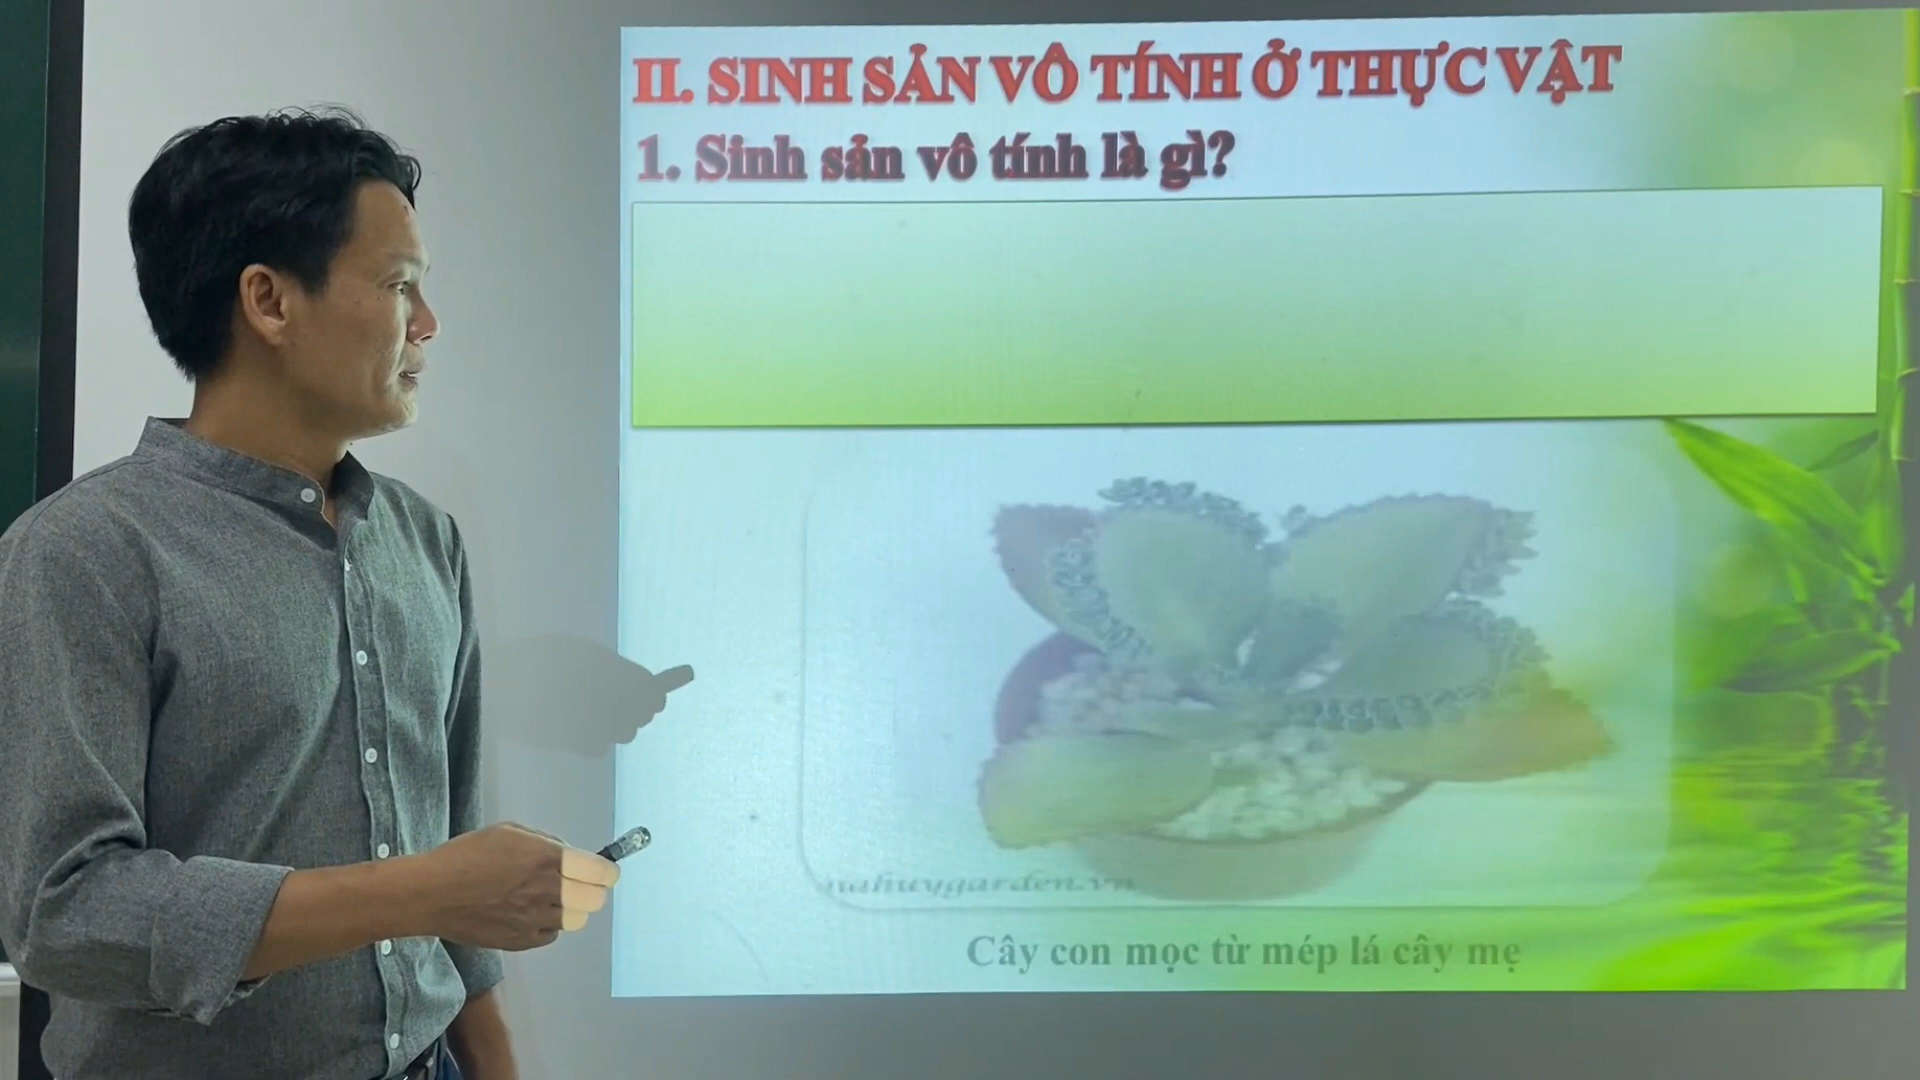 II. SINH SẢN VÔ TÍNH Ở THỰC VẬT
1. Sinh sản vô tính là gì?
Cây con mọc từ mép lá cây mẹ